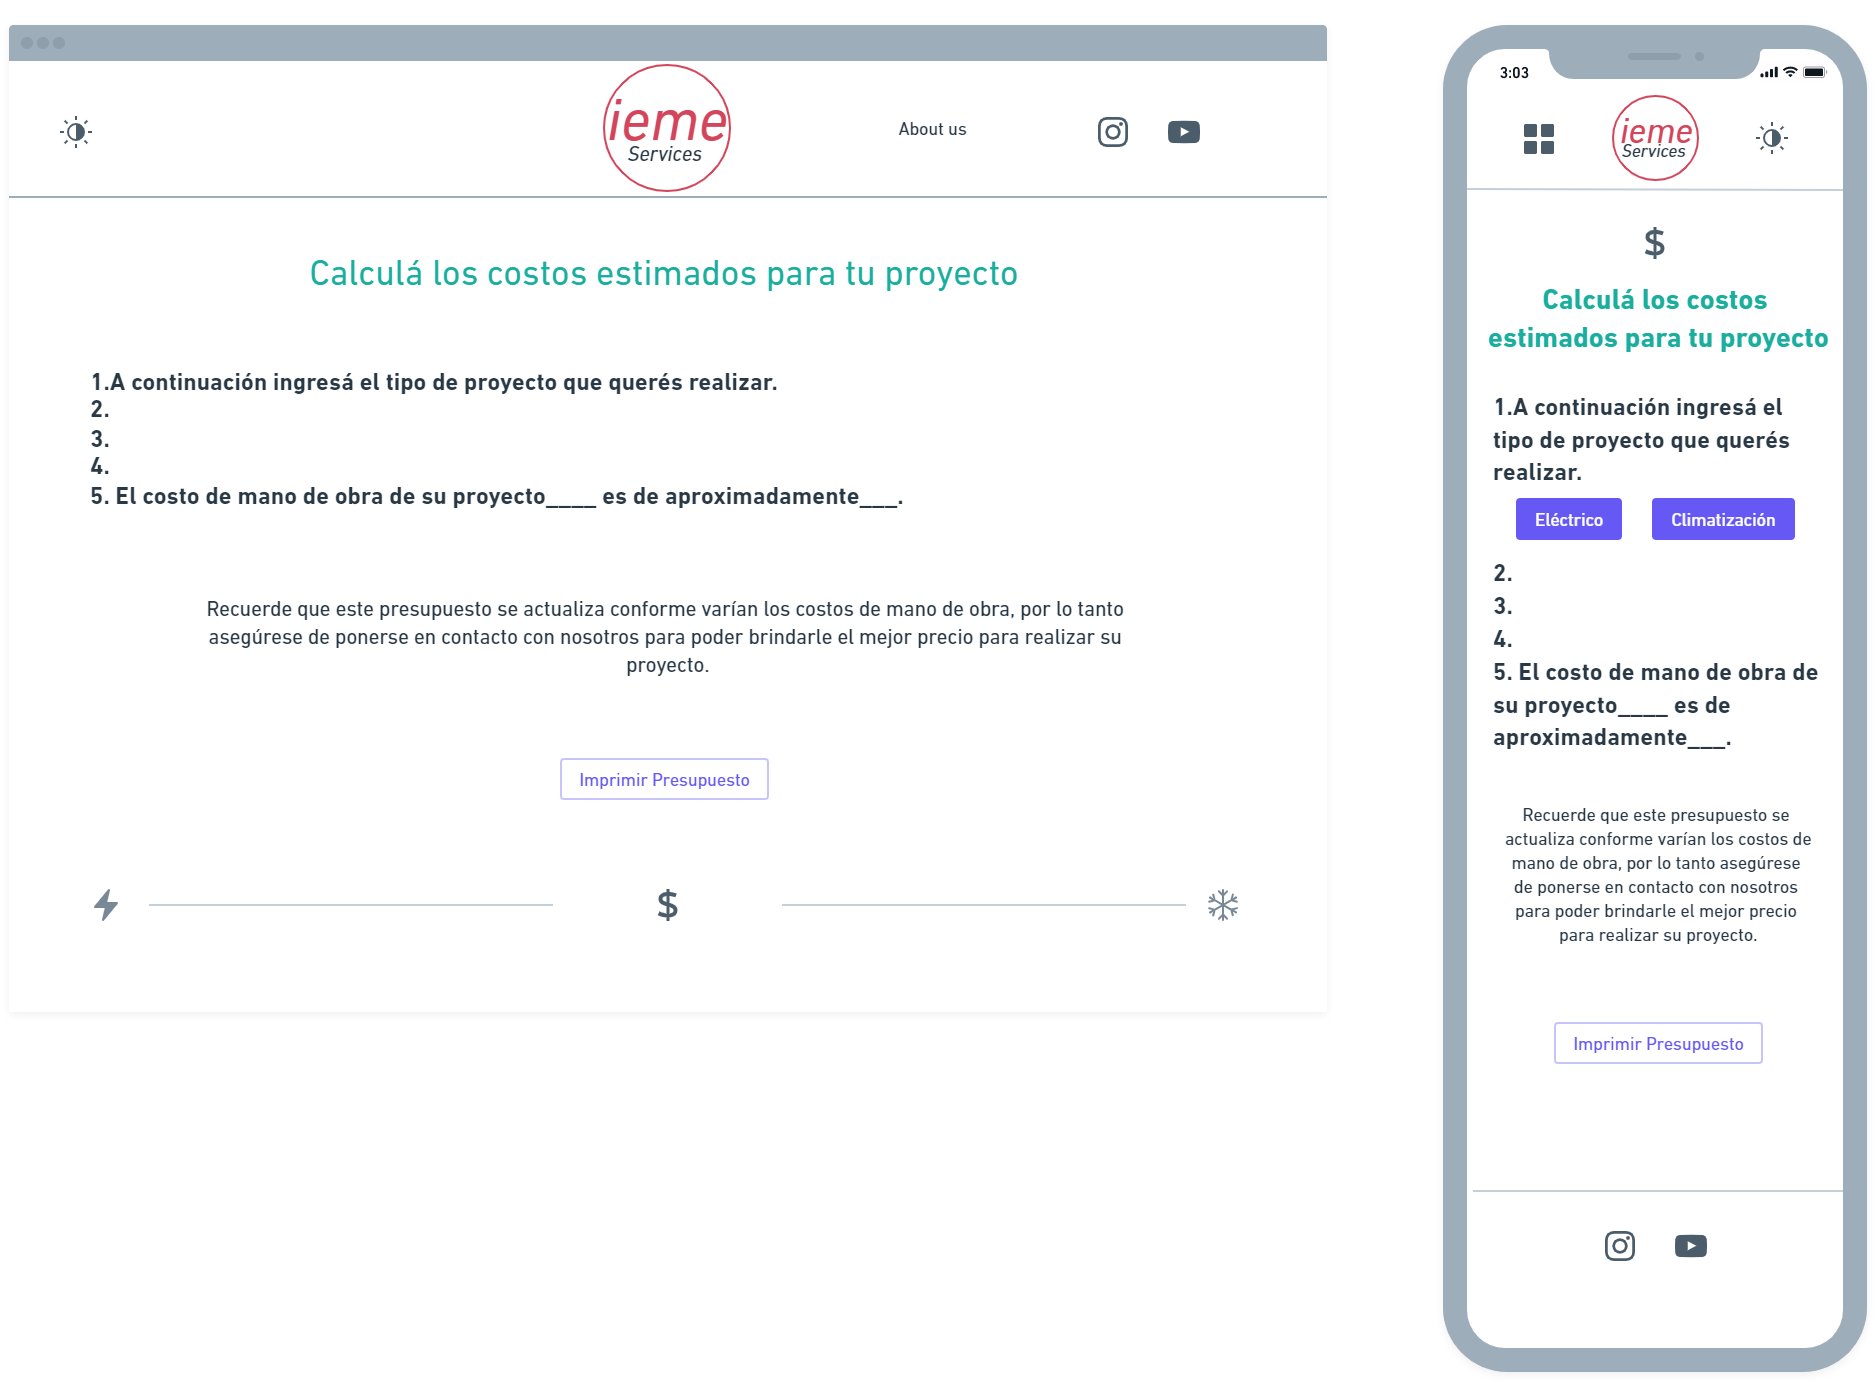 ieme
Services
About us
Calculá los costos estimados para tu proyecto
1.A continuación ingresá el tipo de proyecto que querés realizar.
2.
3.
4.
5. El costo de mano de obra de su proyecto____ es de aproximadamente___.
Recuerde que este presupuesto se actualiza conforme varían los costos de mano de obra, por lo tanto
asegúrese de ponerse en contacto con nosotros para poder brindarle el mejor precio para realizar su
proyecto.
Imprimir Presupuesto
$
3:03
ieme
Services
$
Calculá los costos
estimados para tu proyecto
1.A continuación ingresá el
tipo de proyecto que querés
realizar.
Eléctrico
Climatización
2.
3.
4.
5. El costo de mano de obra de
su proyecto____ es de
aproximadamente___.
Recuerde que este presupuesto se
actualiza conforme varían los costos de
mano de obra, por lo tanto asegúrese
de ponerse en contacto con nosotros
para poder brindarle el mejor precio
para realizar su proyecto.
Imprimir Presupuesto